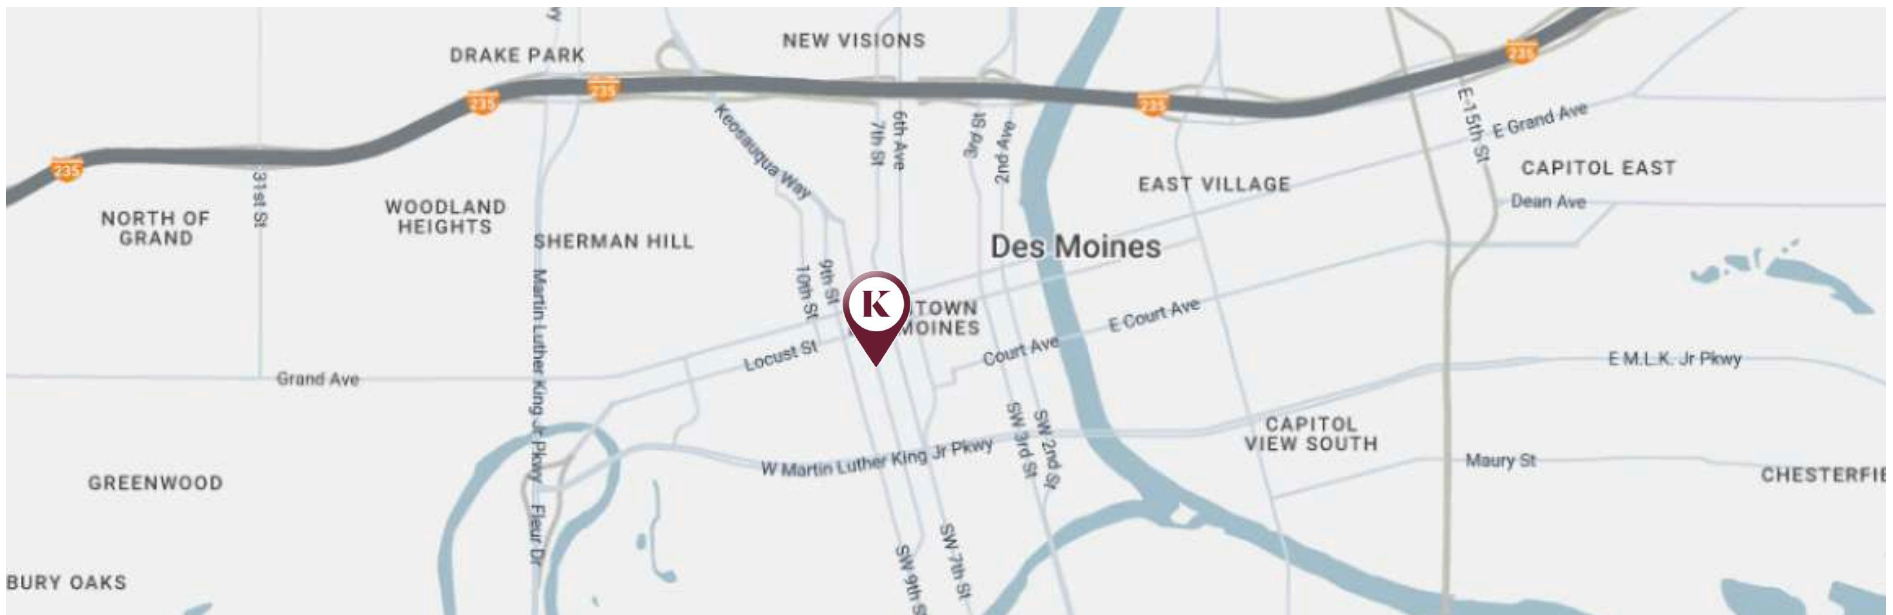 DRAKE PARK
NEW VISIONS
235
235
235
235
235
Keosauqua Way
7th St
6th Ave
3rd St
2nd Ave
E 15th St
E Grand Ave
31st St
NORTH OF
GRAND
WOODLAND
HEIGHTS
SHERMAN HILL
EAST VILLAGE
CAPITOL EAST
Dean Ave
Des Moines
9th St
10th St
K
TOWN
MOINES
Martin Luther King Jr Pkwy
Locust St
Court Ave
E Court Ave
Grand Ave
E M.L.K. Jr Pkwy
SW 3rd St
SW 2nd St
CAPITOL
VIEW SOUTH
W Martin Luther King Jr Pkwy
Maury St
GREENWOOD
CHESTERFIE
Fleur Dr
SW 9th S
SW 7th St
BURY OAKS